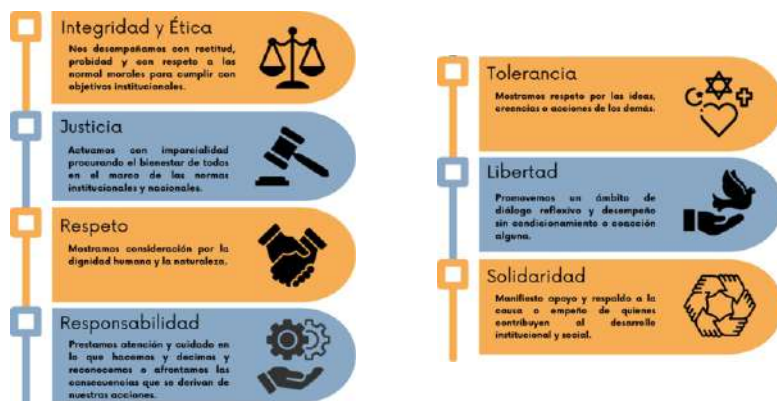 Integridad y Ética
Nos desempeñamos con rectitud,
probidad y con respeto a las
normal morales para cumplir con
objetivos institucionales.
Justicia
Actuamos con imparcialidad
procurando el bienestar de todos
en el marco de las normas
institucionales y nacionales.
Respeto
Mostramos consideración por la
dignidad humana y la naturaleza.
Responsabilidad
Prestamos atención y cuidado en
lo que hacemos y decimos y
reconocemos o afrontamos las
consecuencias que se derivan de
nuestras acciones.
Tolerancia
Mostramos respeto por las ideas,
creencias o acciones de los demás.
Libertad
Promovemos un ámbito de
diálogo reflexivo y desempeño
sin condicionamiento o coacción
alguna.
Solidaridad
Manifiesto apoyo y respaldo a la
causa o empeño de quienes
contribuyen al desarrollo
institucional y social.